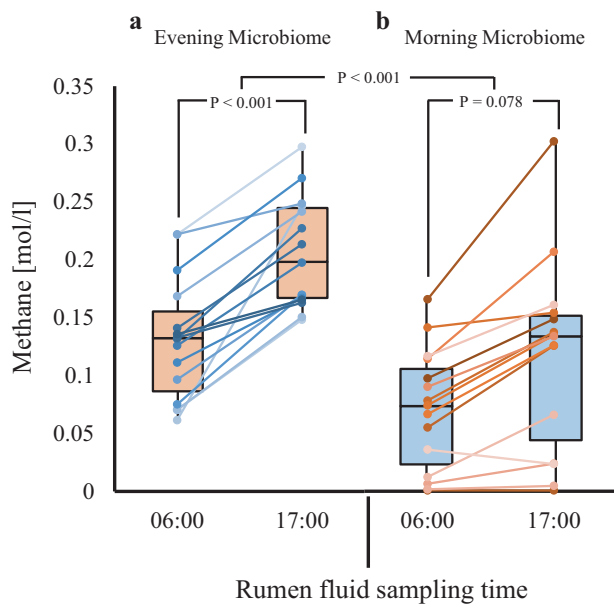 a
Evening Microbiome
b
Morning Microbiome
P < 0.001
P < 0.001
P = 0.078
0.35
0.3
0.25
0.2
0.15
0.1
0.05
0
Methane [mol/l]
06:00
17:00
06:00
17:00
Rumen fluid sampling time